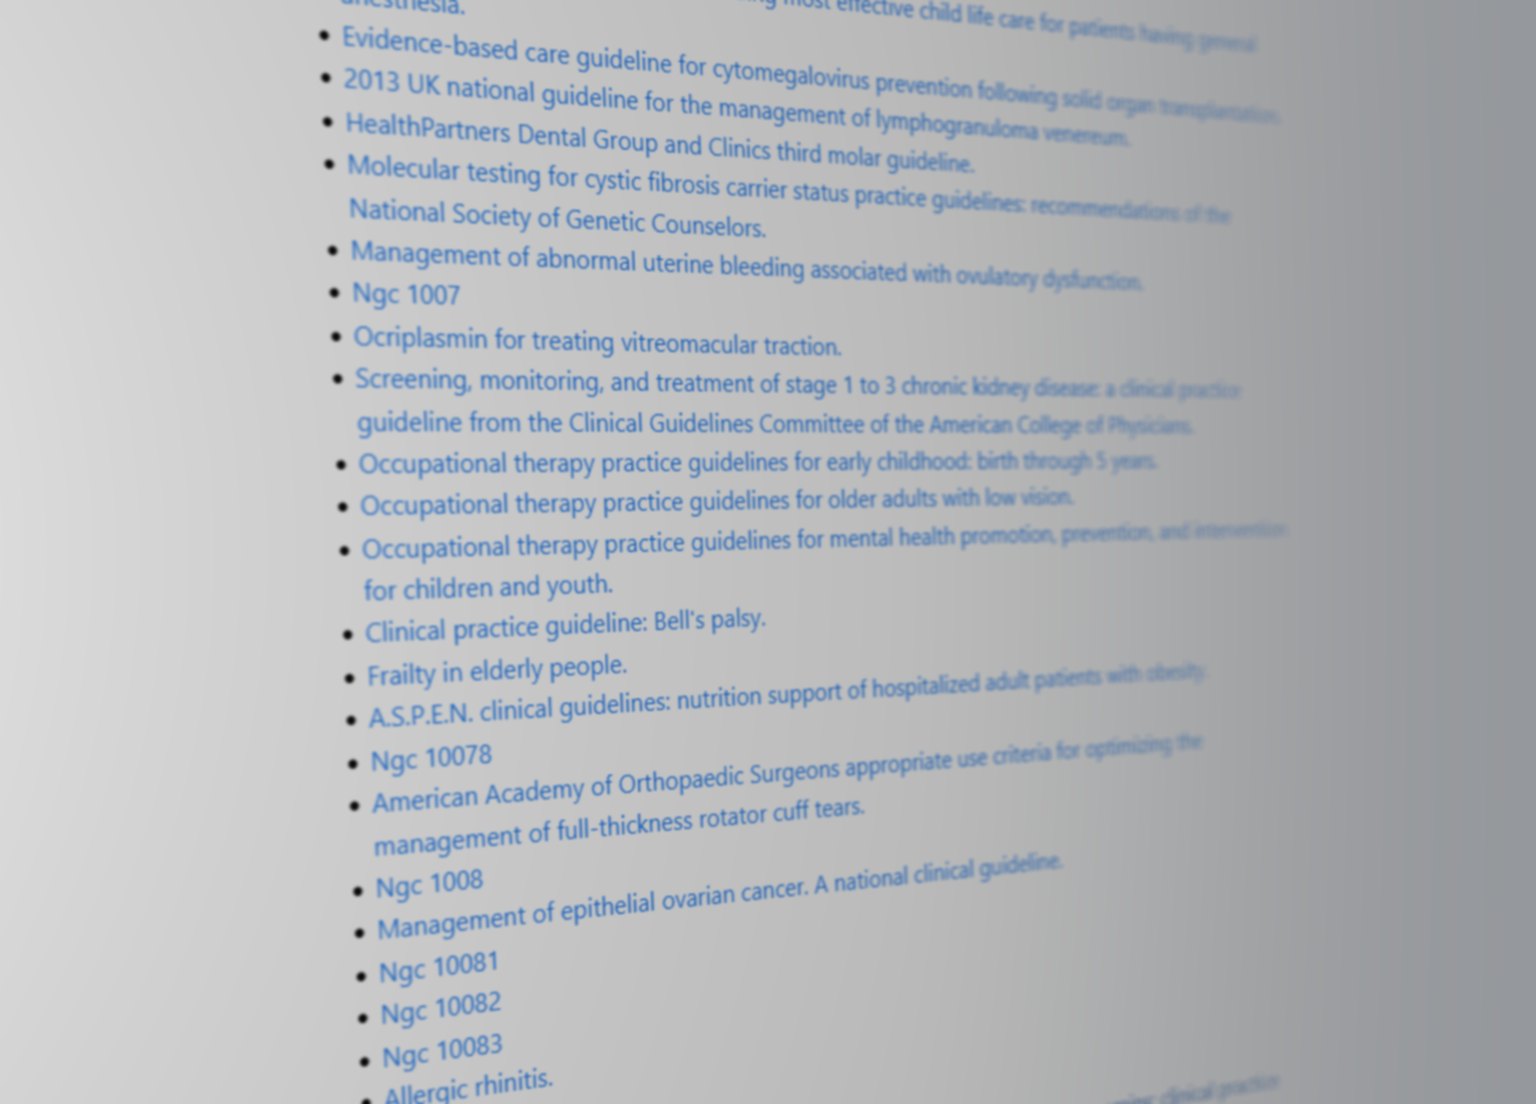 most effective child life care for patients having general
anesthesia.
Evidence-based care guideline for cytomegalovirus prevention following solid organ transplantation.
2013 UK national guideline for the management of lymphogranuloma venereum.
HealthPartners Dental Group and Clinics third molar guideline.
Molecular testing for cystic fibrosis carrier status practice guidelines: recommendations of the
National Society of Genetic Counselors.
Management of abnormal uterine bleeding associated with ovulatory dysfunction.
Ngc 1007
Ocriplasmin for treating vitreomacular traction.
Screening, monitoring, and treatment of stage 1 to 3 chronic kidney disease: a clinical practice
guideline from the Clinical Guidelines Committee of the American College of Physicians.
Occupational therapy practice guidelines for early childhood: birth through 5 years.
Occupational therapy practice guidelines for older adults with low vision.
Occupational therapy practice guidelines for mental health promotion, prevention, and intervention
for children and youth.
Clinical practice guideline: Bell's palsy.
Frailty in elderly people.
A.S.P.E.N. clinical guidelines: nutrition support of hospitalized adult patients with obesity.
Ngc 10078
American Academy of Orthopaedic Surgeons appropriate use criteria for optimizing the
management of full-thickness rotator cuff tears.
Ngc 1008
Management of epithelial ovarian cancer. A national clinical guideline.
Ngc 10081
Ngc 10082
Ngc 10083
Allergic rhinitis.
clinical practice